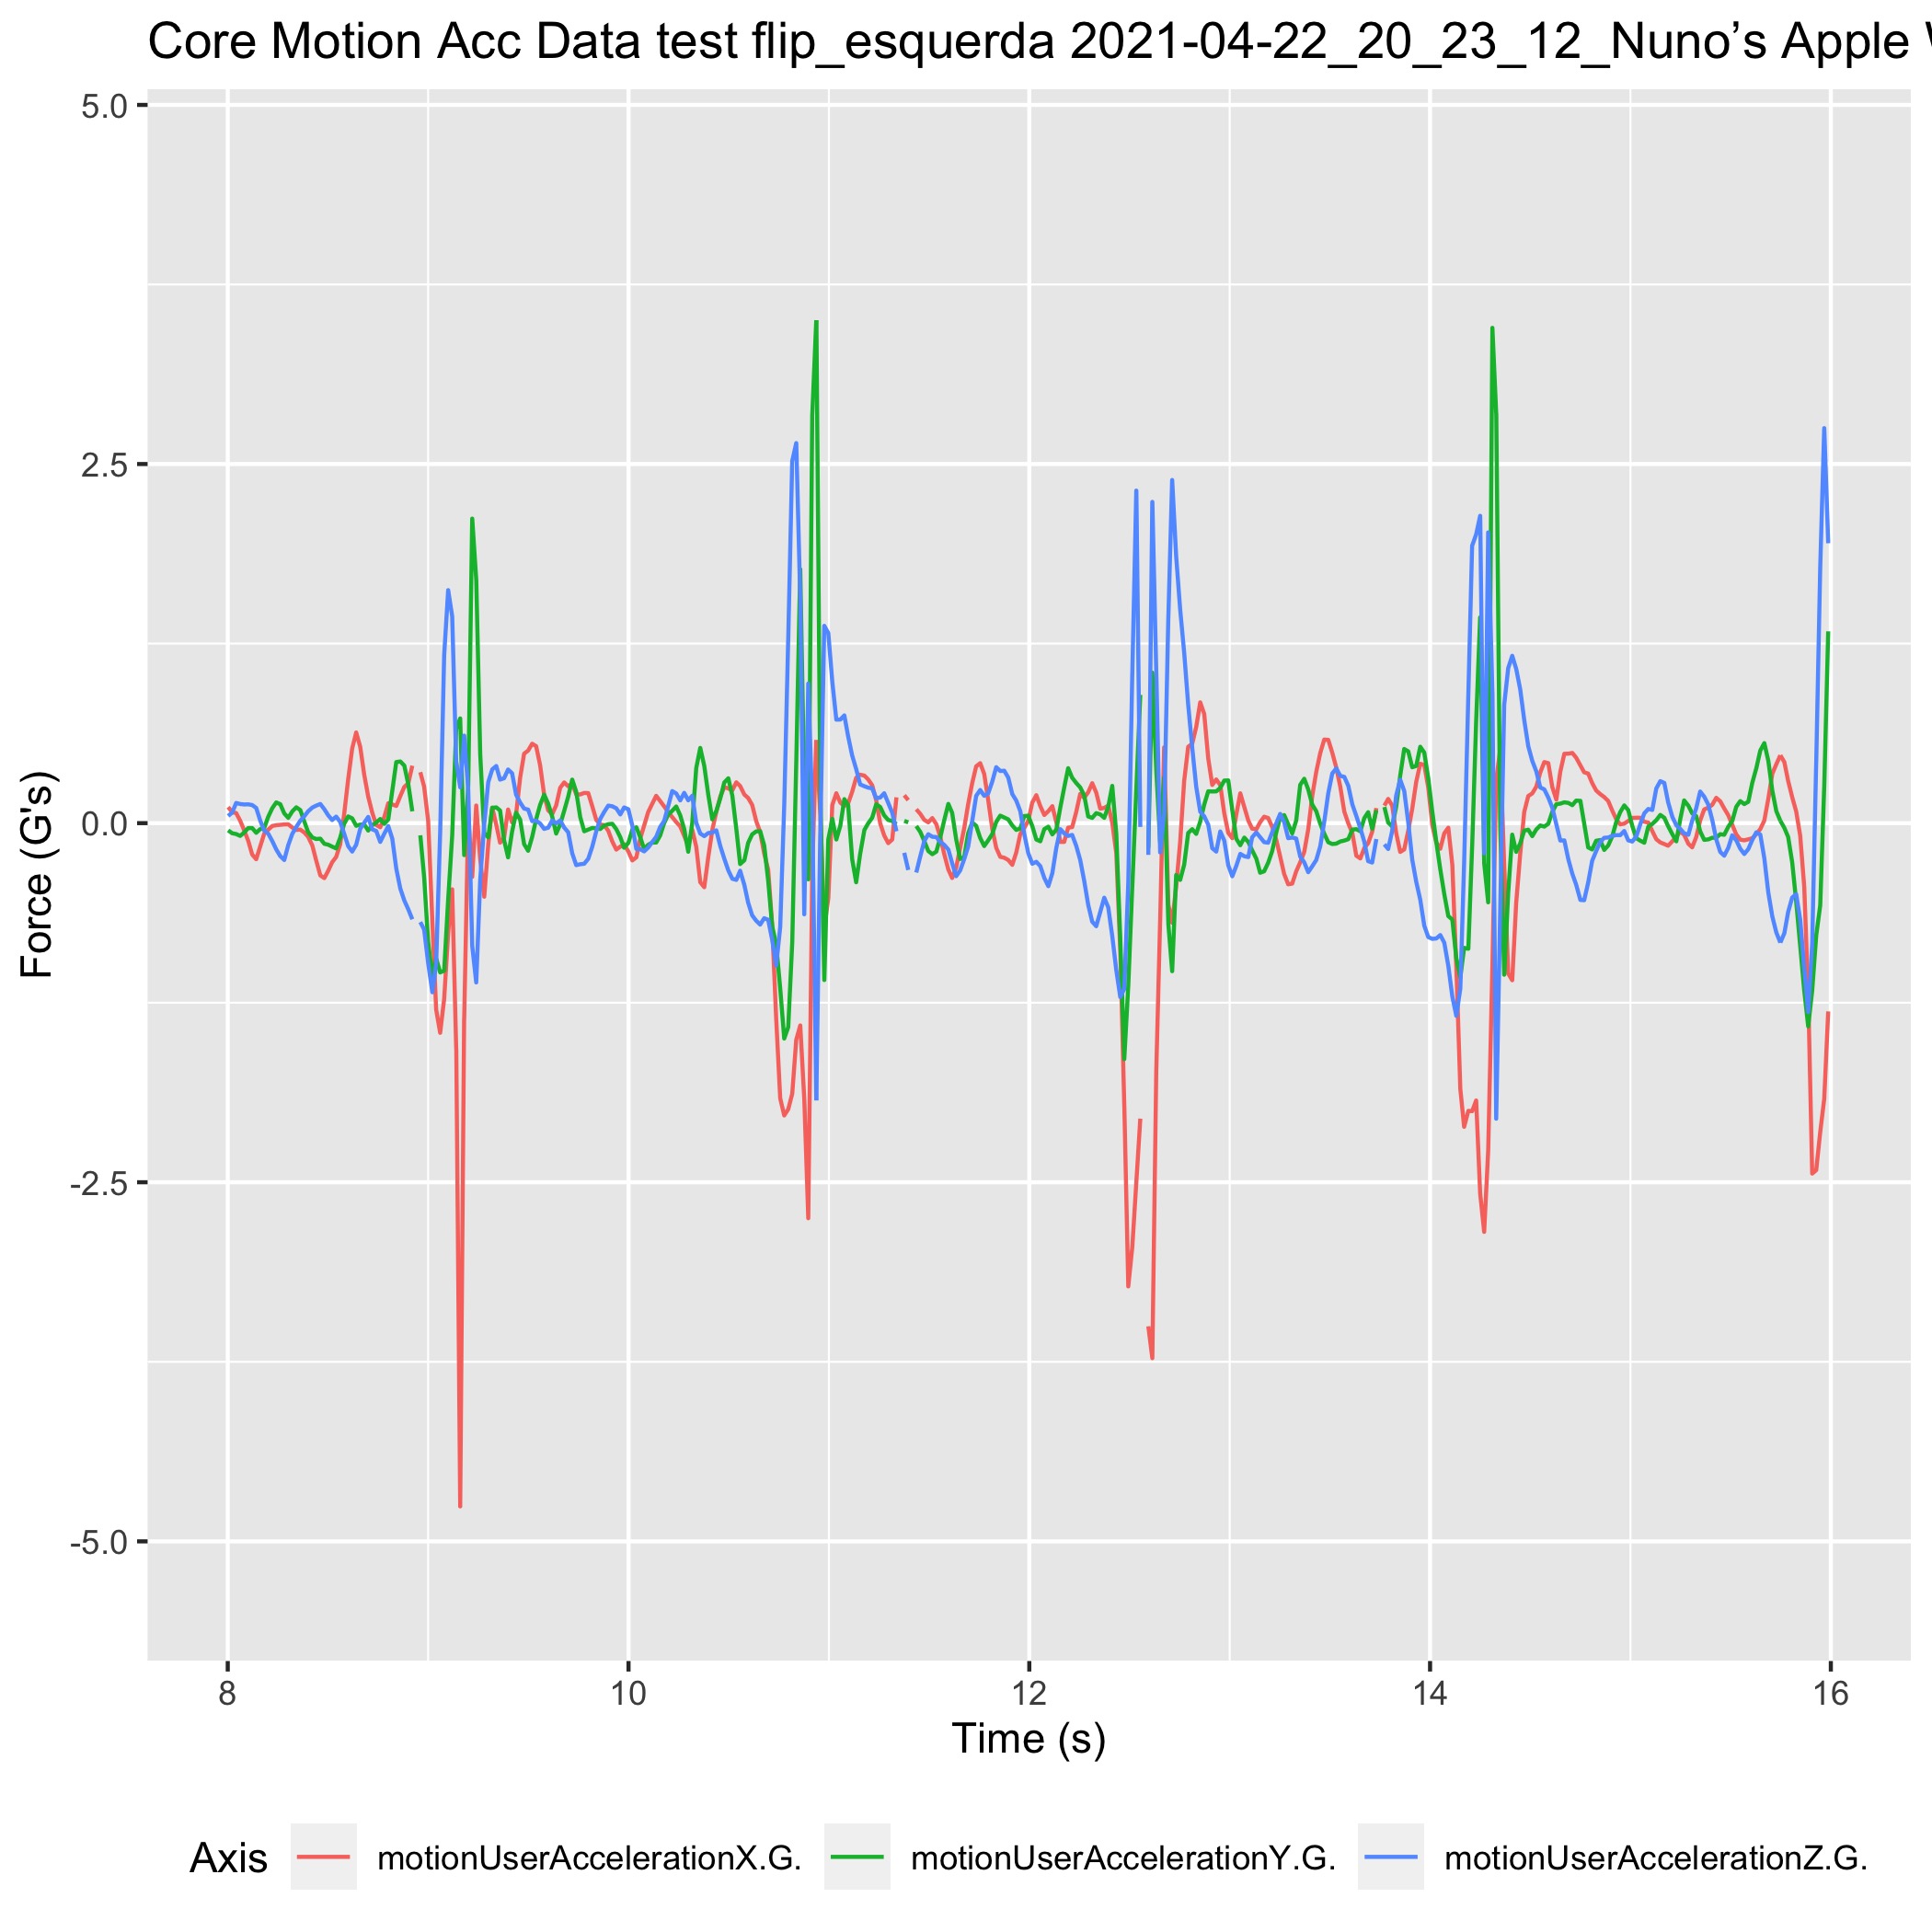 Core Motion Acc Data test flip_esquerda 2021-04-22_20_23_12_Nuno’s Apple
5.0
2.5
0.0
-2.5
-5.0
Force (G's)
8 10 12 14 16
Time (s)
Axis motionUserAccelerationX.G. motionUserAccelerationY.G. motionUserAccelerationZ.G.